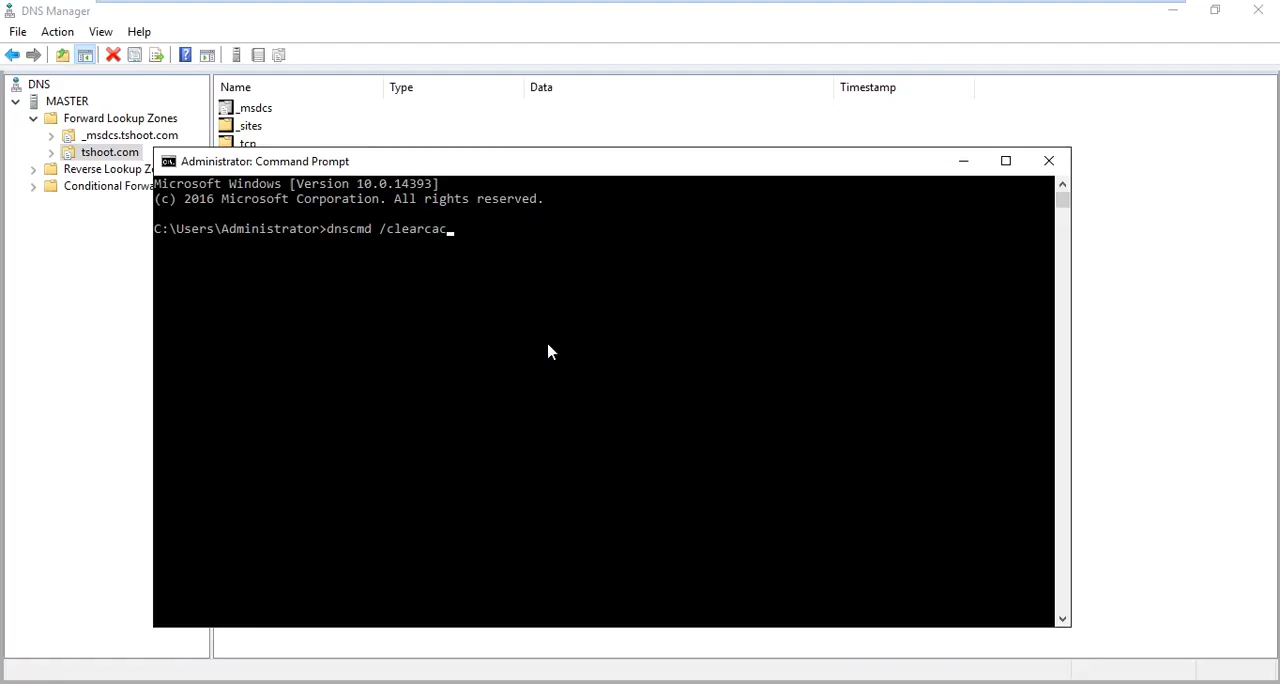 DNS Manager
File Action View Help
DNS
MASTER
Forward Lookup Zones
_msdcs.tshoot.com
tshoot.com
Reverse Lookup Z
Conditional Forwa
Name Type Data Timestamp
_msdcs
_sites
_tcp
Administrator: Command Prompt
Microsoft Windows [Version 10.0.14393]
(c) 2016 Microsoft Corporation. All rights reserved.
C:\Users\Administrator>dnscmd /clearcac